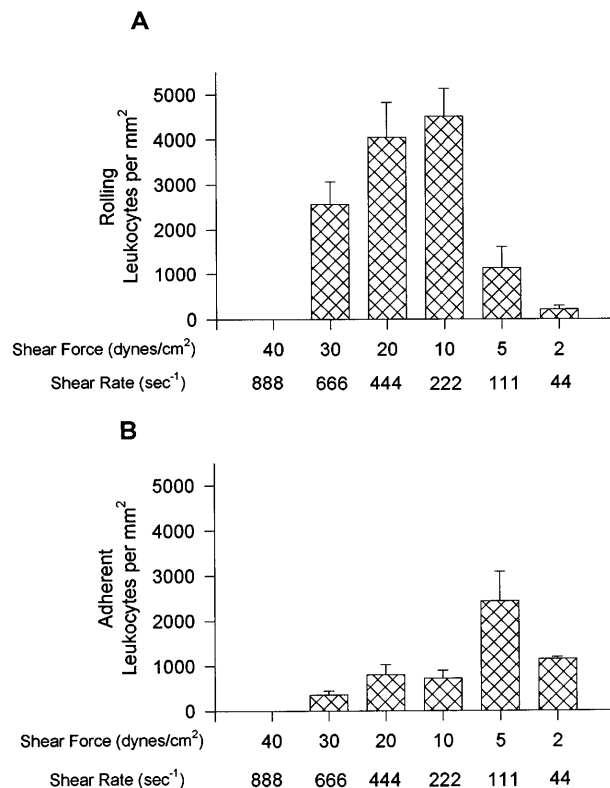 A
Rolling
Leukocytes per mm²
5000
4000
3000
2000
1000
0
Shear Force (dynes/cm²) 40 30 20 10 5 2
Shear Rate (sec⁻¹) 888 666 444 222 111 44
B
Adherent
Leukocytes per mm²
5000
4000
3000
2000
1000
0
Shear Force (dynes/cm²) 40 30 20 10 5 2
Shear Rate (sec⁻¹) 888 666 444 222 111 44